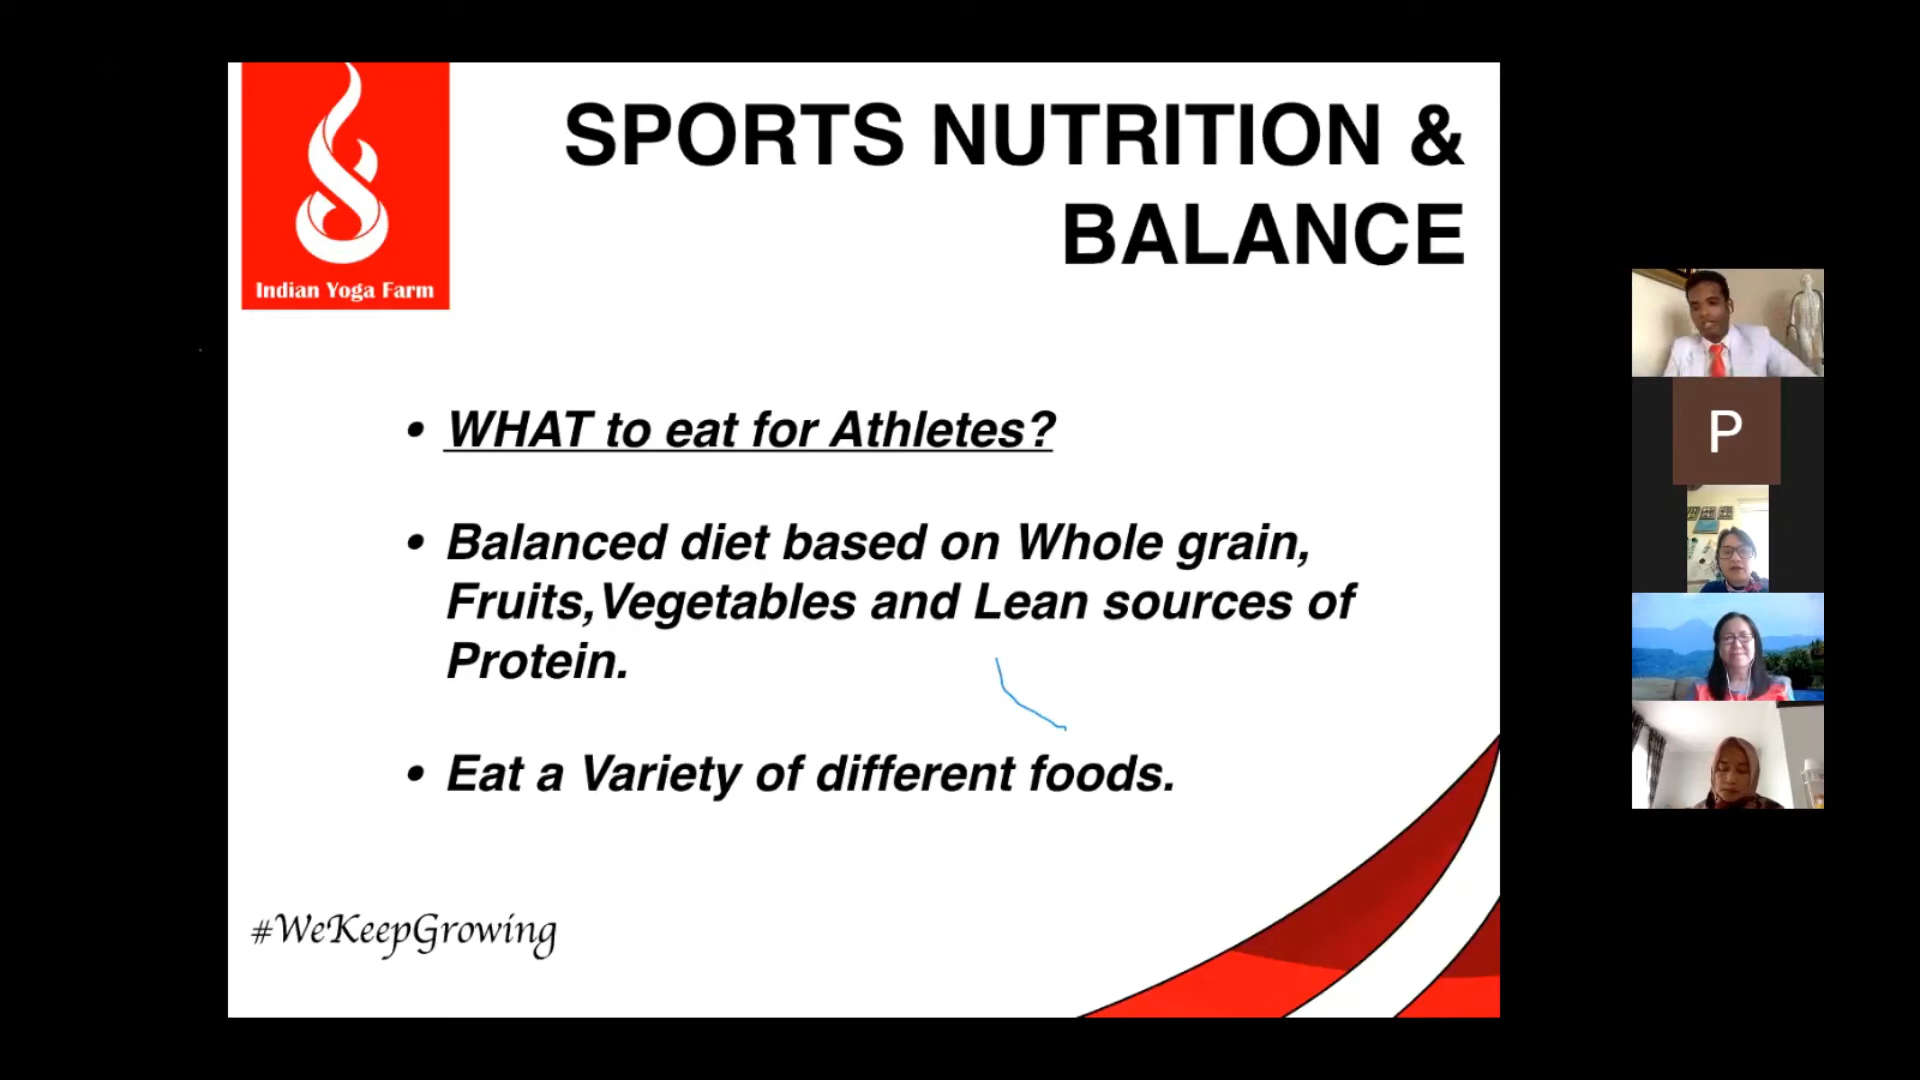 Indian Yoga Farm
SPORTS NUTRITION &
BALANCE
• WHAT to eat for Athletes?
• Balanced diet based on Whole grain,
Fruits,Vegetables and Lean sources of
Protein.
• Eat a Variety of different foods.
#WeKeepGrowing
P